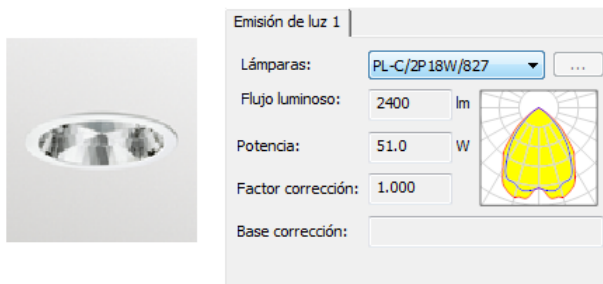 Emisión de luz 1
Lámparas: PL-C/2P18W/827 ...
Flujo luminoso: 2400 lm
Potencia: 51.0 W
Factor corrección: 1.000
Base corrección: